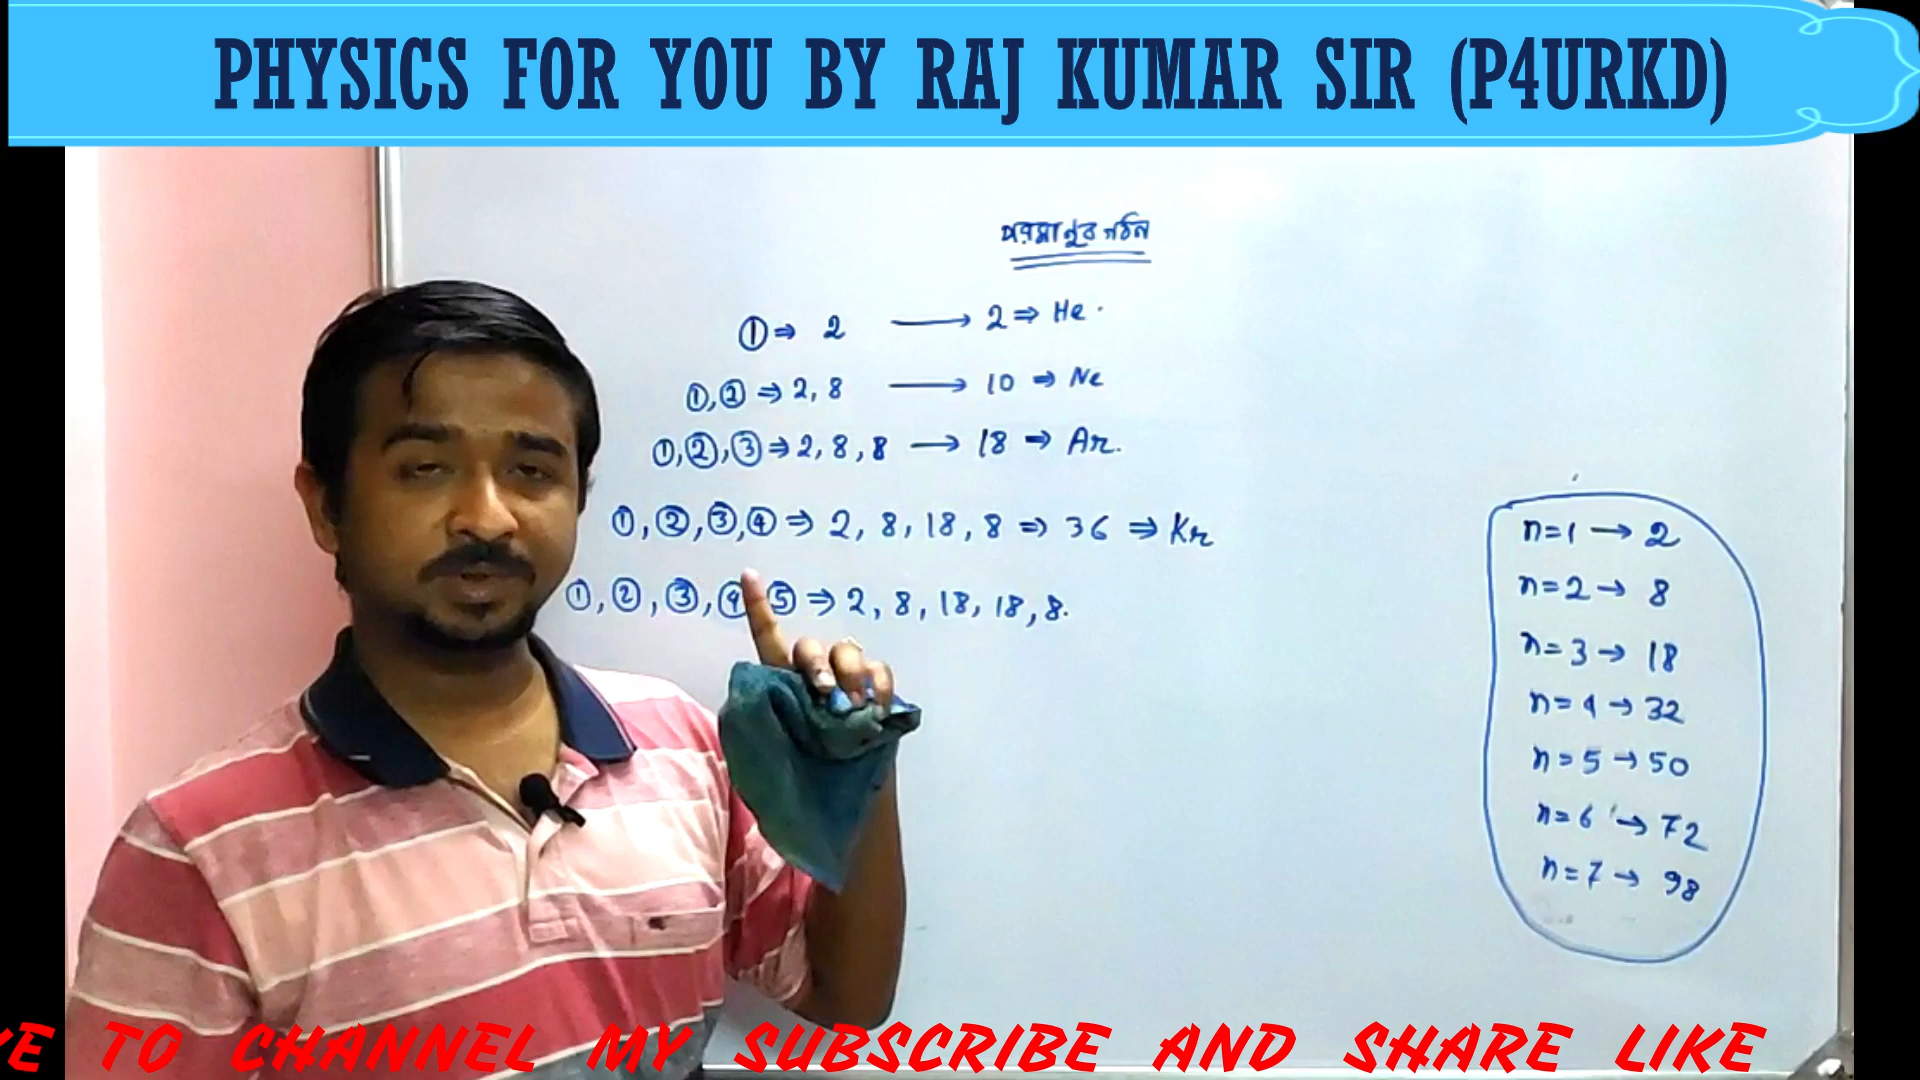 PHYSICS FOR YOU BY RAJ KUMAR SIR (P4URKD)
পরমাণুর গঠন
① ⇒ 2 ⟶ 2 ⇒ He.
①,② ⇒ 2, 8 ⟶ 10 ⇒ Ne
①,②,③ ⇒ 2, 8, 8 ⟶ 18 ⇒ Ar.
①,②,③,④ ⇒ 2, 8, 18, 8 ⇒ 36 ⇒ Kr
①,②,③,④ ⑤ ⇒ 2, 8, 18, 18, 8.
n=1 → 2
n=2 → 8
n=3 → 18
n=4 → 32
n=5 → 50
n=6 → 72
n=7 → 98
TO CHANNEL MY SUBSCRIBE AND SHARE LIKE